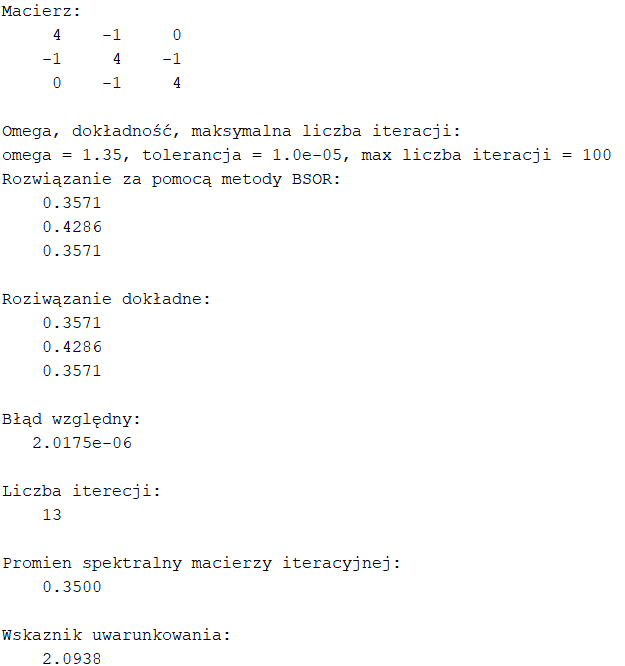 Macierz:
4 -1 0
-1 4 -1
0 -1 4
Omega, dokładność, maksymalna liczba iteracji:
omega = 1.35, tolerancja = 1.0e-05, max liczba iteracji = 100
Rozwiązanie za pomocą metody BSOR:
0.3571
0.4286
0.3571
Roziwązanie dokładne:
0.3571
0.4286
0.3571
Błąd względny:
2.0175e-06
Liczba iterecji:
13
Promien spektralny macierzy iteracyjnej:
0.3500
Wskaznik uwarunkowania:
2.0938